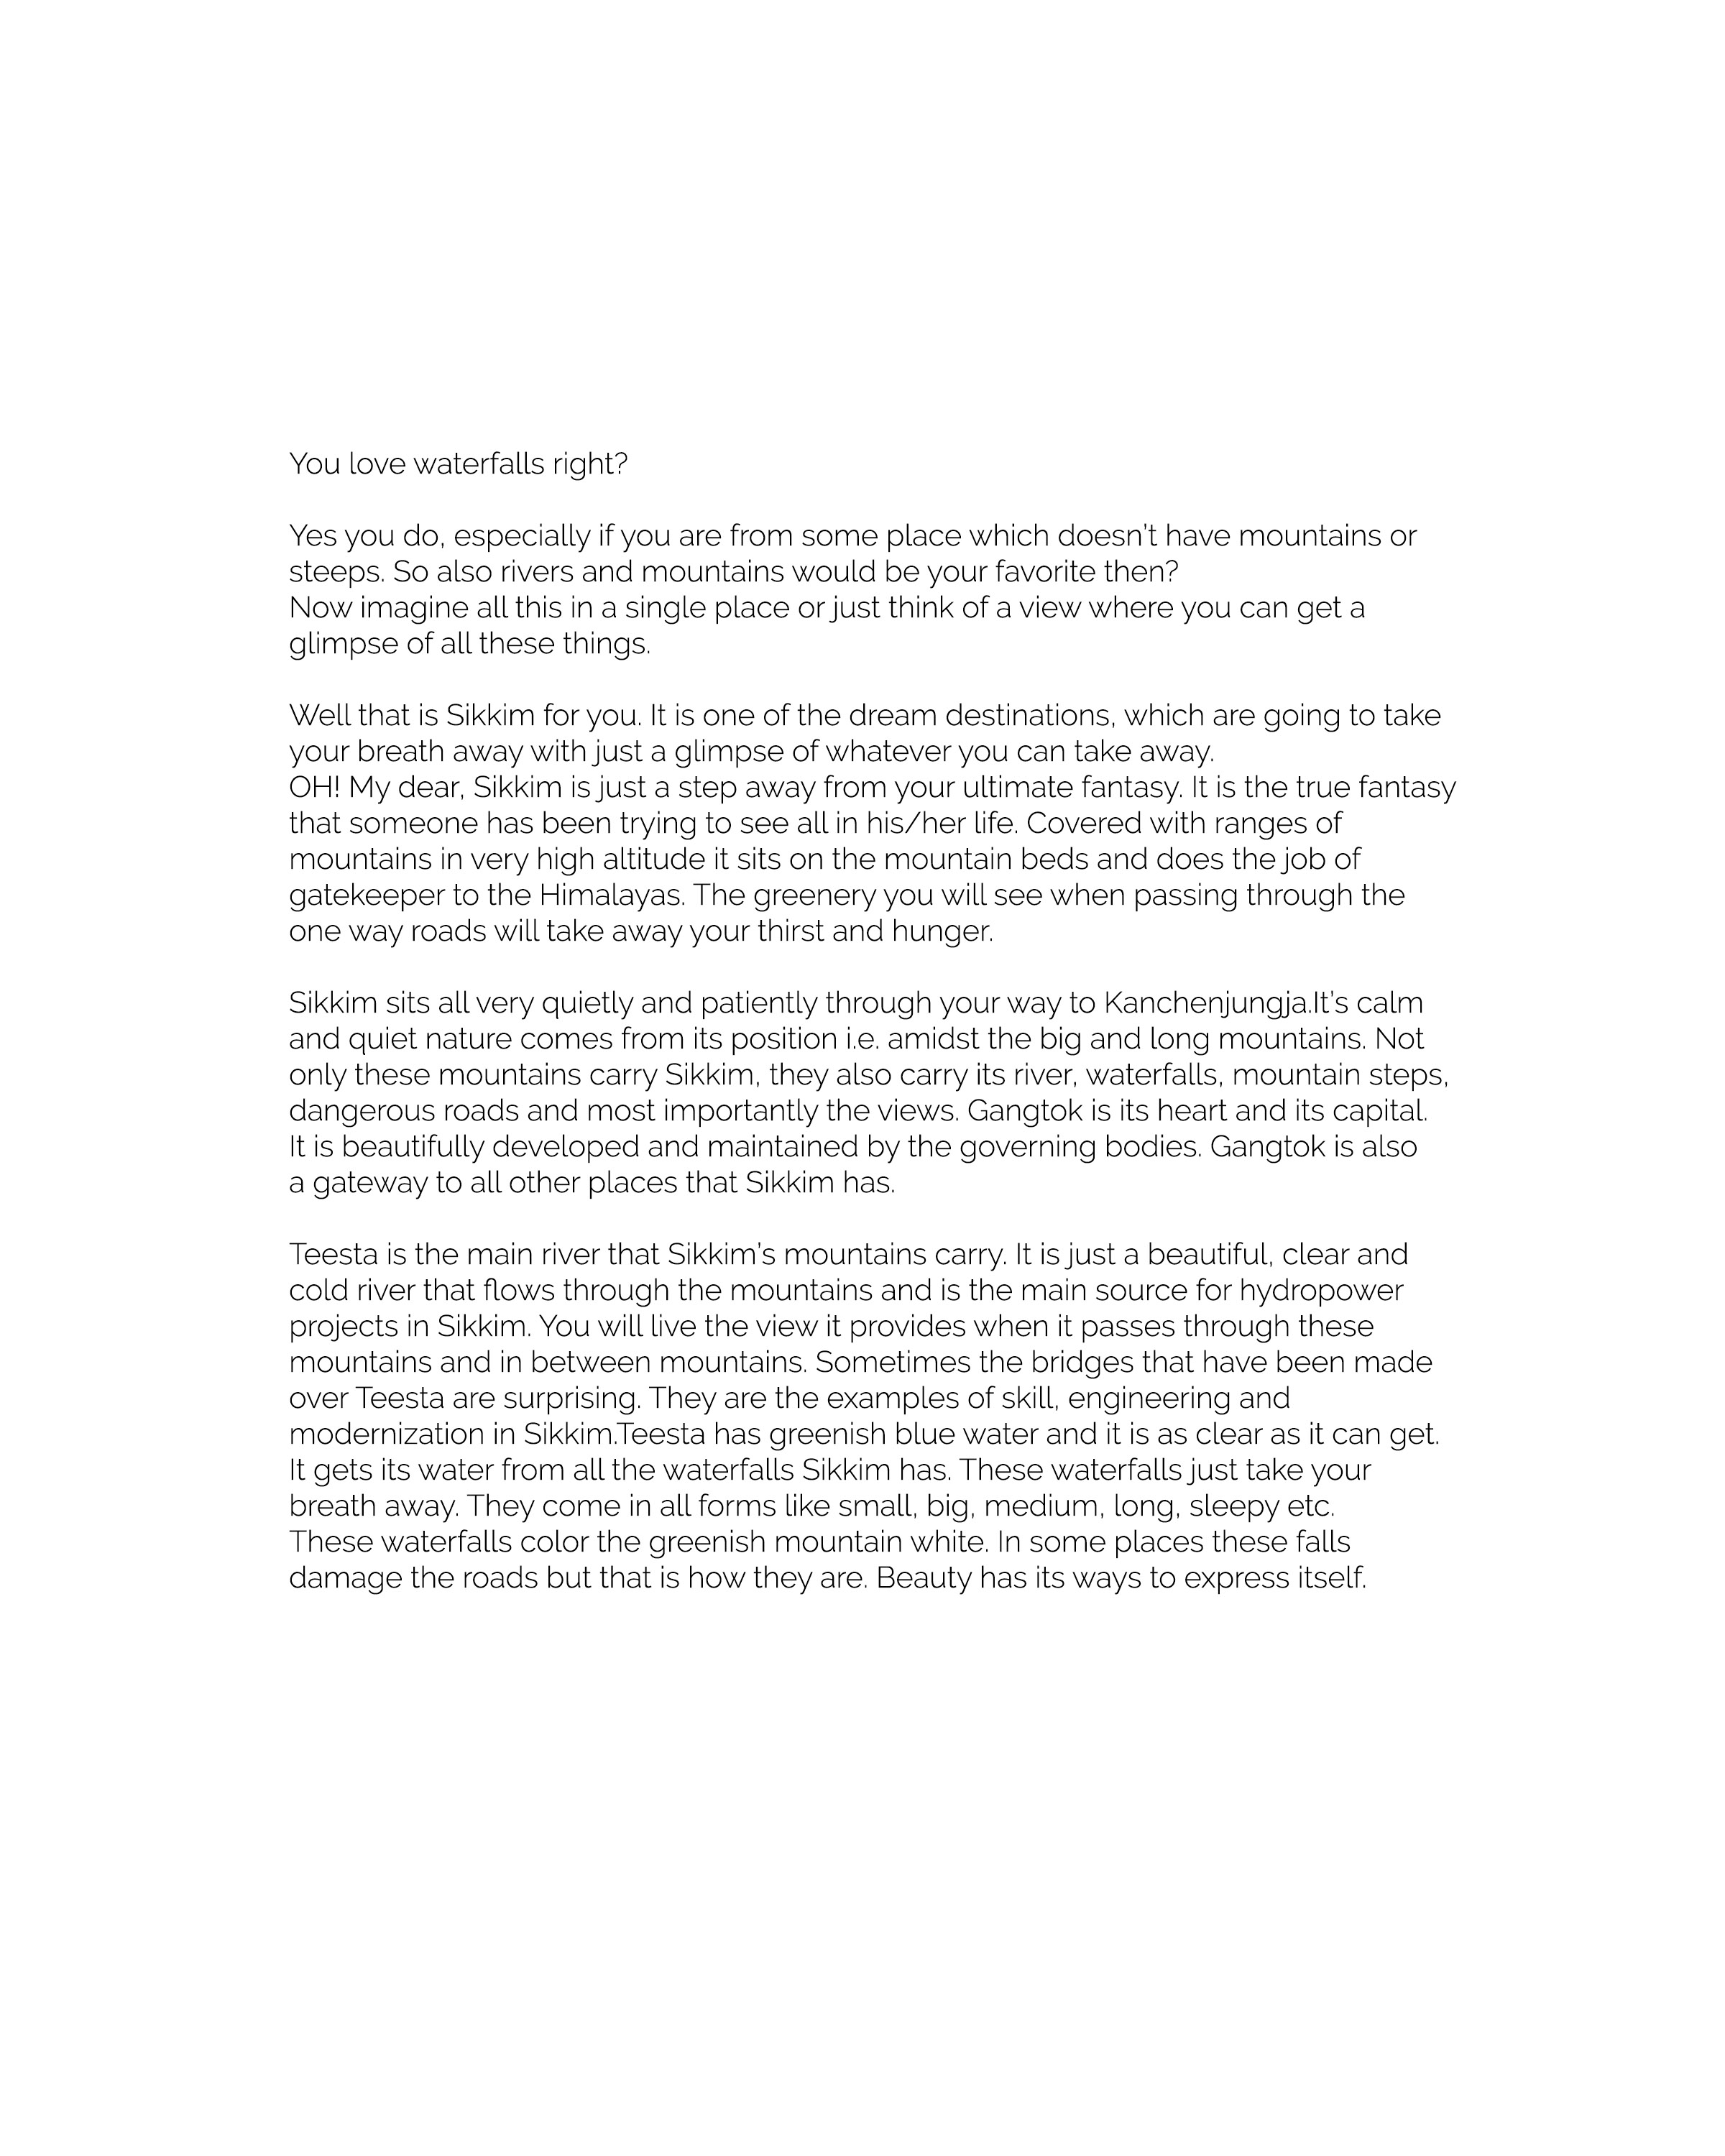 You love waterfalls right?
Yes you do, especially if you are from some place which doesn't have mountains or
steeps. So also rivers and mountains would be your favorite then?
Now imagine all this in a single place or just think of a view where you can get a
glimpse of all these things.
Well that is Sikkim for you. It is one of the dream destinations, which are going to take
your breath away with just a glimpse of whatever you can take away.
OH! My dear, Sikkim is just a step away from your ultimate fantasy. It is the true fantasy
that someone has been trying to see all in his/her life. Covered with ranges of
mountains in very high altitude it sits on the mountain beds and does the job of
gatekeeper to the Himalayas. The greenery you will see when passing through the
one way roads will take away your thirst and hunger.
Sikkim sits all very quietly and patiently through your way to Kanchenjungja.It's calm
and quiet nature comes from its position i.e. amidst the big and long mountains. Not
only these mountains carry Sikkim, they also carry its river, waterfalls, mountain steps,
dangerous roads and most importantly the views. Gangtok is its heart and its capital.
It is beautifully developed and maintained by the governing bodies. Gangtok is also
a gateway to all other places that Sikkim has.
Teesta is the main river that Sikkim's mountains carry. It is just a beautiful, clear and
cold river that flows through the mountains and is the main source for hydropower
projects in Sikkim. You will live the view it provides when it passes through these
mountains and in between mountains. Sometimes the bridges that have been made
over Teesta are surprising. They are the examples of skill, engineering and
modernization in Sikkim.Teesta has greenish blue water and it is as clear as it can get.
It gets its water from all the waterfalls Sikkim has. These waterfalls just take your
breath away. They come in all forms like small, big, medium, long, sleepy etc.
These waterfalls color the greenish mountain white. In some places these falls
damage the roads but that is how they are. Beauty has its ways to express itself.